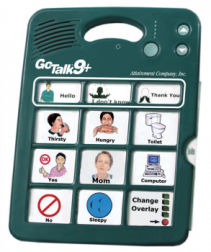 GoTalk9+
Attainment Company, Inc.
Hello
I don't know
Thank You
Thirsty
Hungry
Toilet
Yes
Mom
Computer
No
Sleepy
Change
Overlay